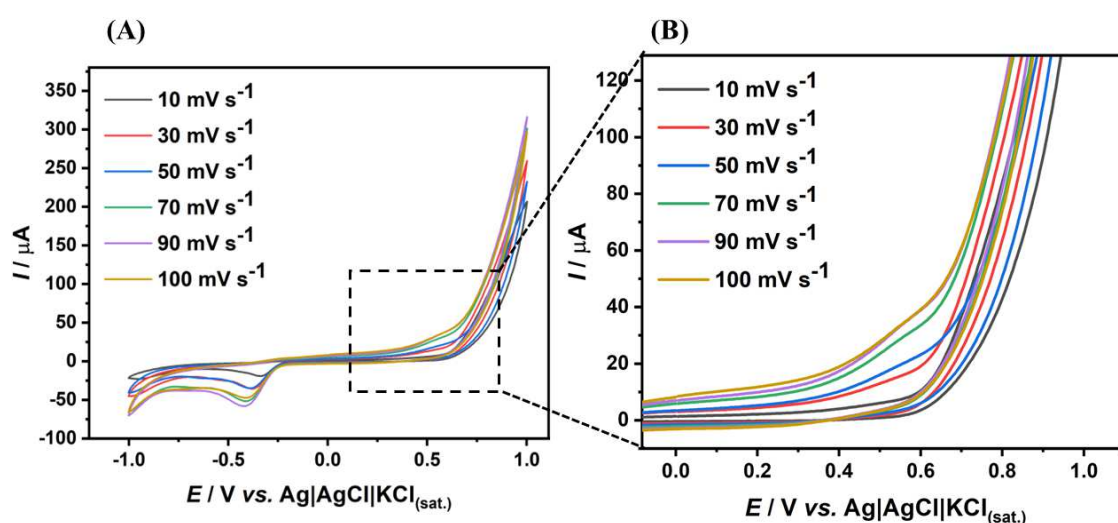 (A)
350
300
250
200
150
100
50
0
-50
-100
-1.0 -0.5 0.0 0.5 1.0
I / μA
10 mV s⁻¹
30 mV s⁻¹
50 mV s⁻¹
70 mV s⁻¹
90 mV s⁻¹
100 mV s⁻¹
E / V vs. Ag|AgCl|KCl(sat.)
(B)
120
100
80
60
40
20
0
0.0 0.2 0.4 0.6 0.8 1.0
I / μA
10 mV s⁻¹
30 mV s⁻¹
50 mV s⁻¹
70 mV s⁻¹
90 mV s⁻¹
100 mV s⁻¹
E / V vs. Ag|AgCl|KCl(sat.)